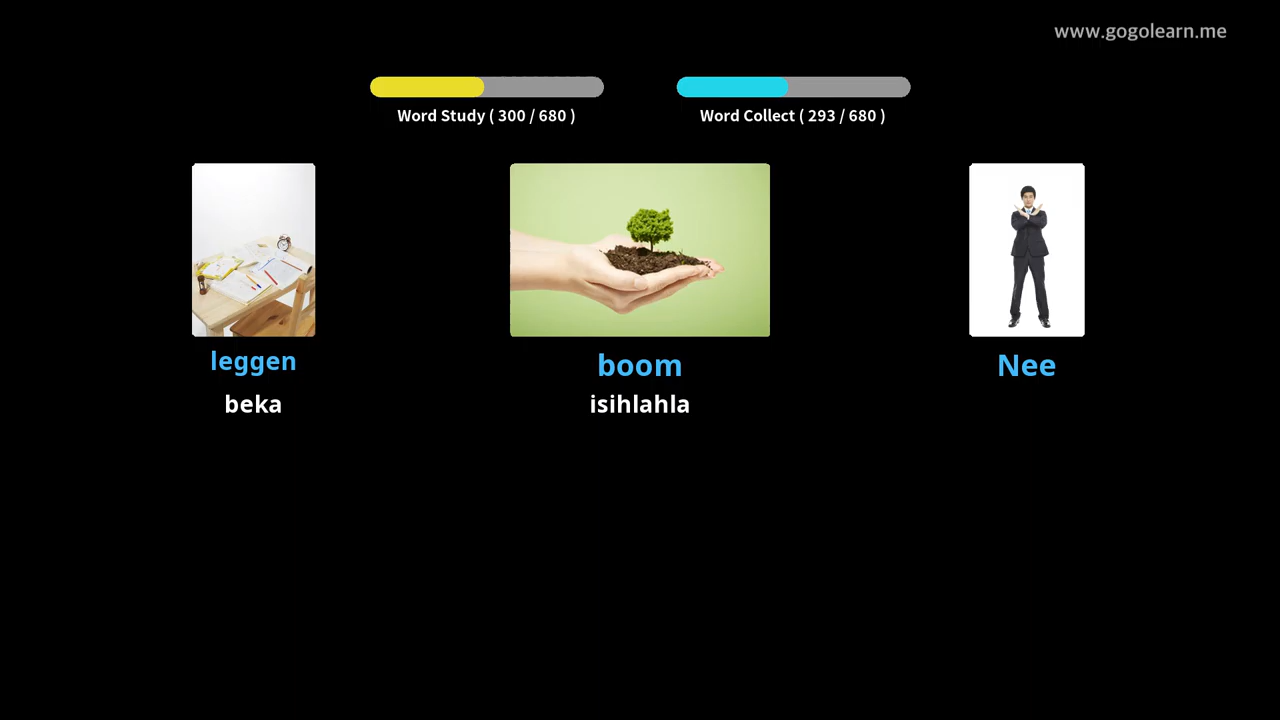 www.gogolearn.me
Word Study ( 300 / 680 )
Word Collect ( 293 / 680 )
leggen
boom
Nee
beka
isihlahla